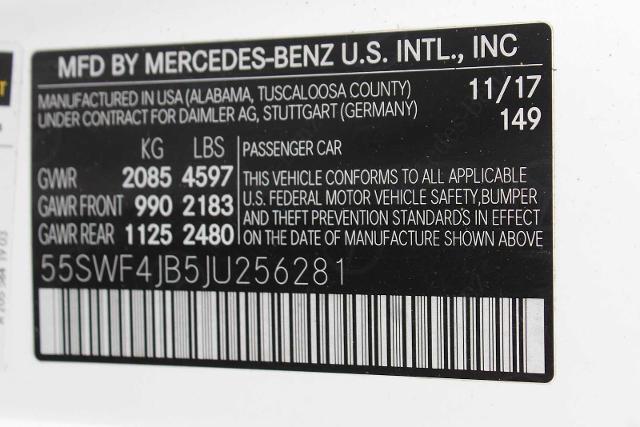 MFD BY MERCEDES-BENZ U.S. INTL., INC
MANUFACTURED IN USA (ALABAMA, TUSCALOOSA COUNTY) 11/17
UNDER CONTRACT FOR DAIMLER AG, STUTTGART (GERMANY) 149
KG LBS PASSENGER CAR
GVWR 2085 4597 THIS VEHICLE CONFORMS TO ALL APPLICABLE
GAWR FRONT 990 2183 U.S. FEDERAL MOTOR VEHICLE SAFETY, BUMPER
AND THEFT PREVENTION STANDARDS IN EFFECT
GAWR REAR 1125 2480 ON THE DATE OF MANUFACTURE SHOWN ABOVE
55SWF4JB5JU256281